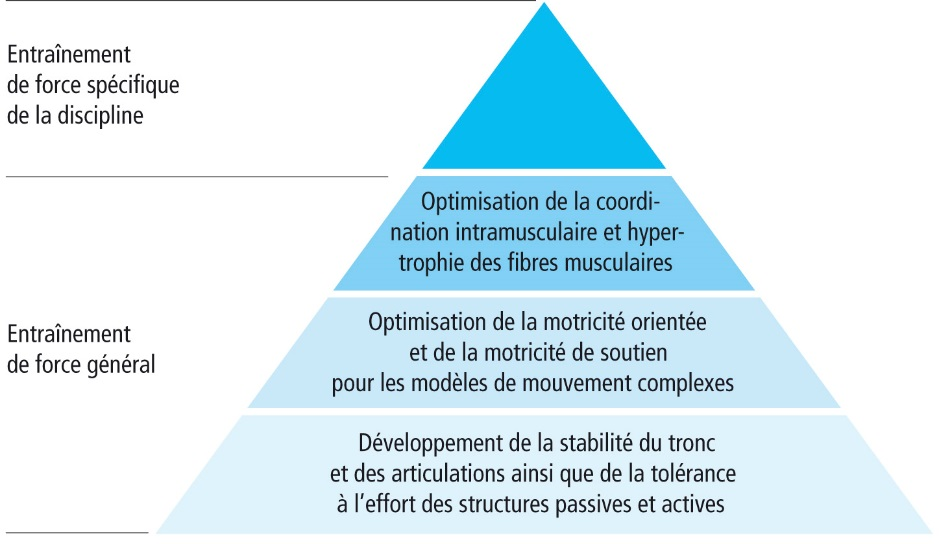 Entraînement
de force spécifique
de la discipline
Optimisation de la coordi-
nation intramusculaire et hyper-
trophie des fibres musculaires
Entraînement
de force général
Optimisation de la motricité orientée
et de la motricité de soutien
pour les modèles de mouvement complexes
Développement de la stabilité du tronc
et des articulations ainsi que de la tolérance
à l’effort des structures passives et actives